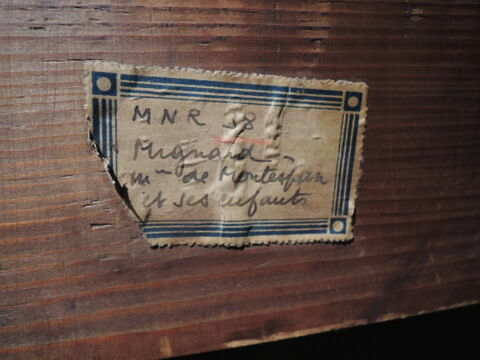 MNR 38
Mignard -
Mme de Montespan
et ses enfants